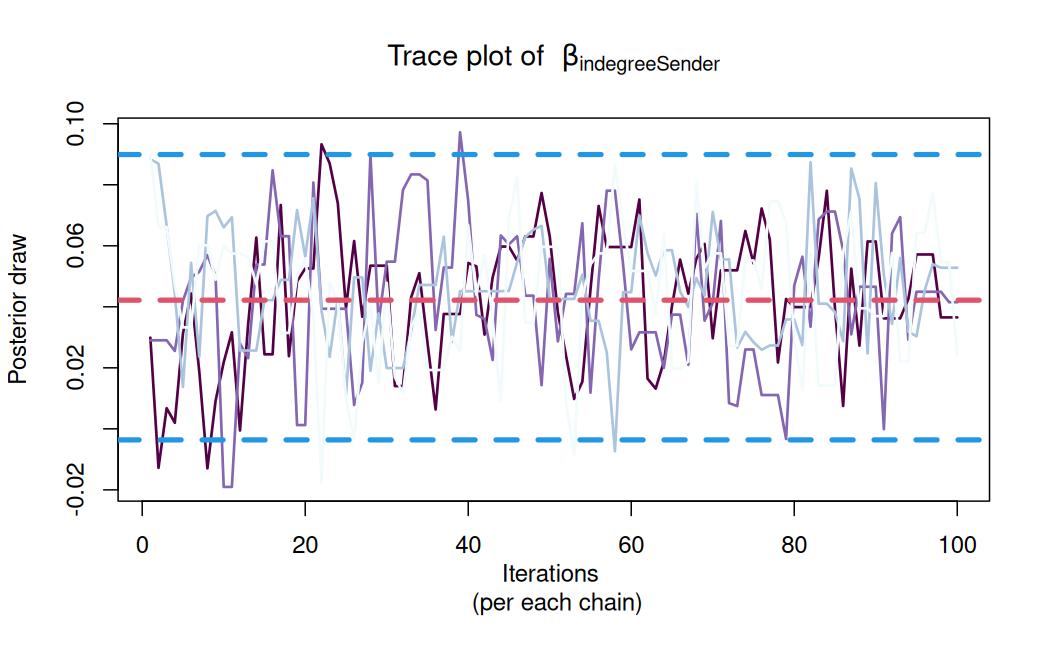 Trace plot of βindegreeSender
Posterior draw
0.10
0.06
0.02
-0.02
0 20 40 60 80 100
Iterations
(per each chain)